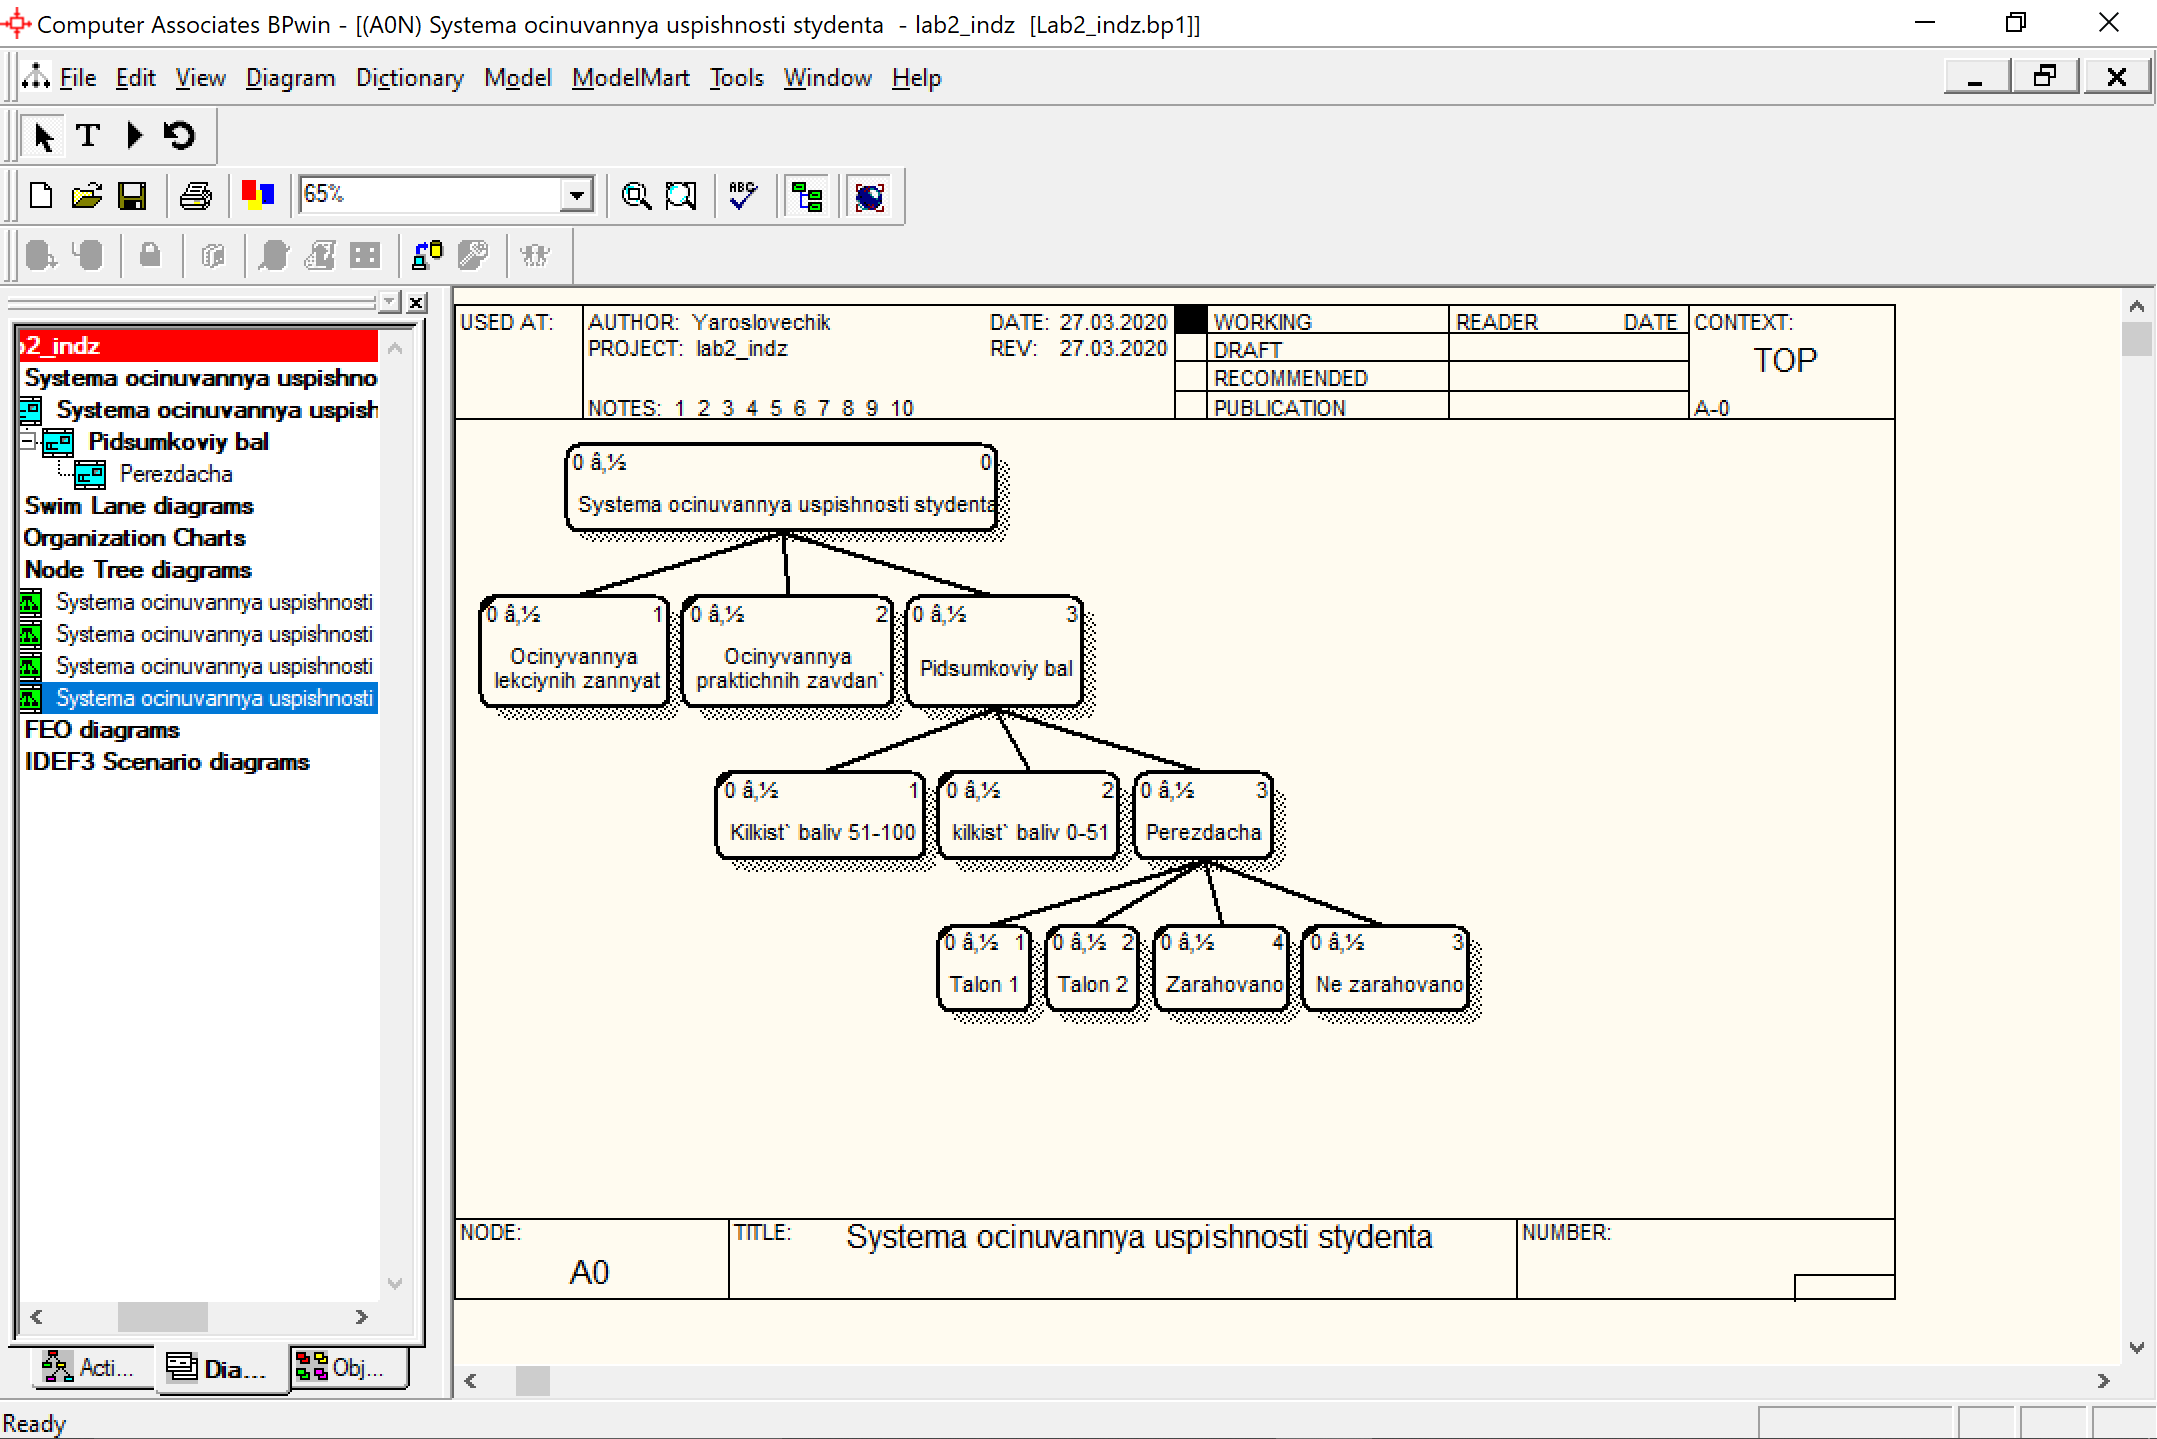 Computer Associates BPwin - [(A0N) Systema ocinuvannya uspishnosti stydenta - lab2_indz [Lab2_indz.bp1]]
File Edit View Diagram Dictionary Model ModelMart Tools Window Help
T
65%
ABC
2_indz
Systema ocinuvannya uspishno
Systema ocinuvannya uspish
Pidsumkoviy bal
Perezdacha
Swim Lane diagrams
Organization Charts
Node Tree diagrams
Systema ocinuvannya uspishnosti
Systema ocinuvannya uspishnosti
Systema ocinuvannya uspishnosti
Systema ocinuvannya uspishnosti
FEO diagrams
IDEF3 Scenario diagrams
Acti... Dia... Obj...
USED AT: AUTHOR: Yaroslovechik DATE: 27.03.2020 WORKING READER DATE CONTEXT:
PROJECT: lab2_indz REV: 27.03.2020 DRAFT TOP
RECOMMENDED
NOTES: 1 2 3 4 5 6 7 8 9 10 PUBLICATION A-0
0 â‚½ 0
Systema ocinuvannya uspishnosti stydenta
0 â‚½ 1 0 â‚½ 2 0 â‚½ 3
Ocinyvannya lekciynih zannyat
Ocinyvannya praktichnih zavdan`
Pidsumkoviy bal
0 â‚½ 1 0 â‚½ 2 0 â‚½ 3
Kilkist` baliv 51-100 kilkist` baliv 0-51 Perezdacha
0 â‚½ 1 0 â‚½ 2 0 â‚½ 4 0 â‚½ 3
Talon 1 Talon 2 Zarahovano Ne zarahovano
NODE: TITLE: Systema ocinuvannya uspishnosti stydenta NUMBER:
A0
Ready